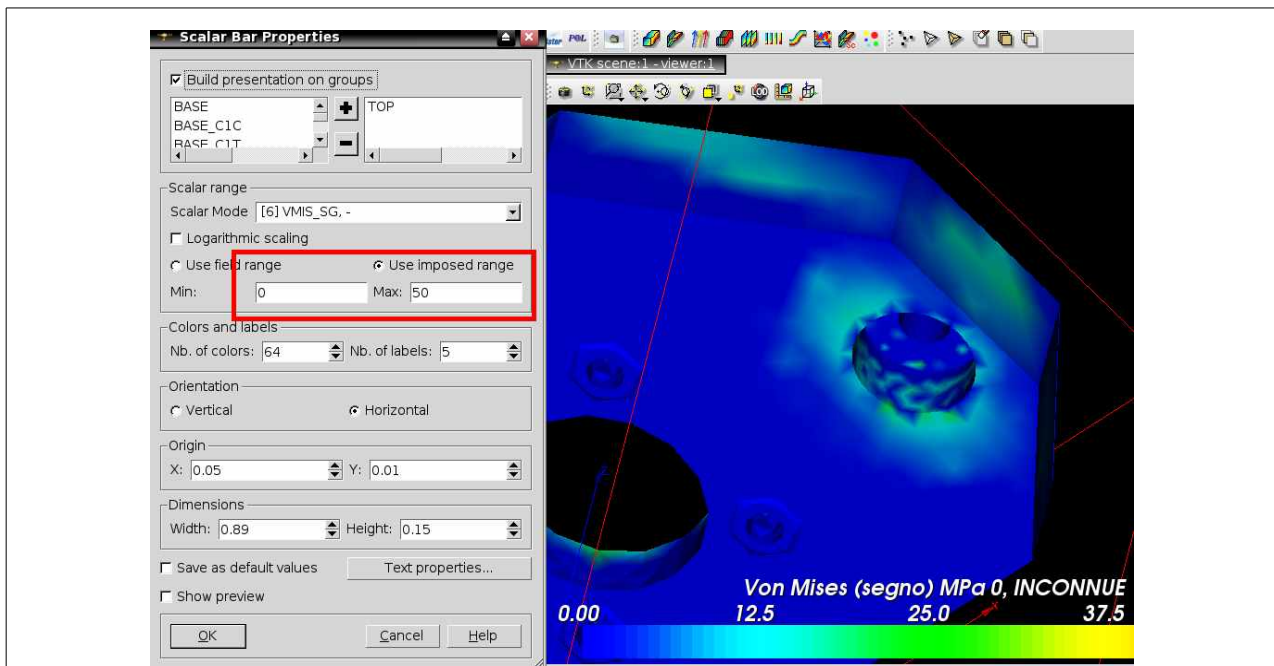 Scalar Bar Properties
Build presentation on groups
BASE
BASE_C1C
BASE_C1T
TOP
Scalar range
Scalar Mode [6] VMIS_SG, -
Logarithmic scaling
Use field range Use imposed range
Min: 0 Max: 50
Colors and labels
Nb. of colors: 64 Nb. of labels: 5
Orientation
Vertical Horizontal
Origin
X: 0.05 Y: 0.01
Dimensions
Width: 0.89 Height: 0.15
Save as default values Text properties...
Show preview
OK Cancel Help
POL
VTK scene:1 - viewer:1
Von Mises (segno) MPa 0, INCONNUE
0.00 12.5 25.0 37.5